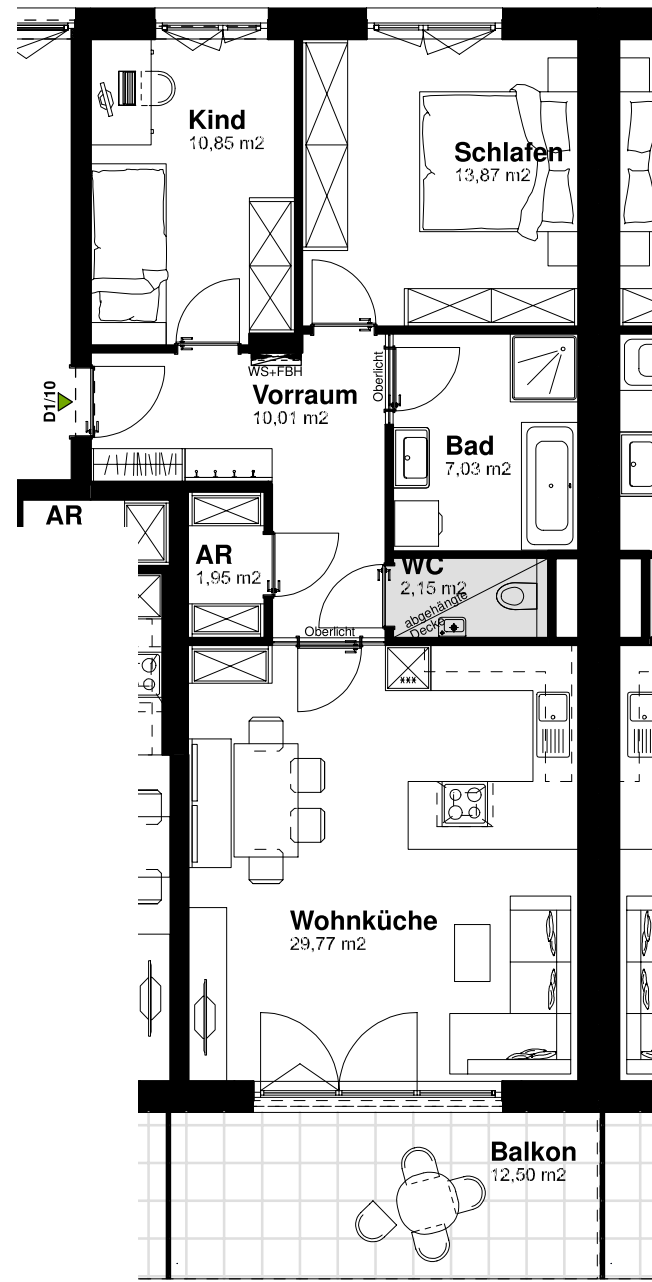 Kind
10,85 m2
Schlafen
13,87 m2
WS+FBH
Vorraum
10,01 m2
Oberlicht
D1/10
Bad
7,03 m2
AR
AR
1,95 m2
WC
2,15 m2
abgehängte
Decke
Oberlicht
***
Wohnküche
29,77 m2
Balkon
12,50 m2